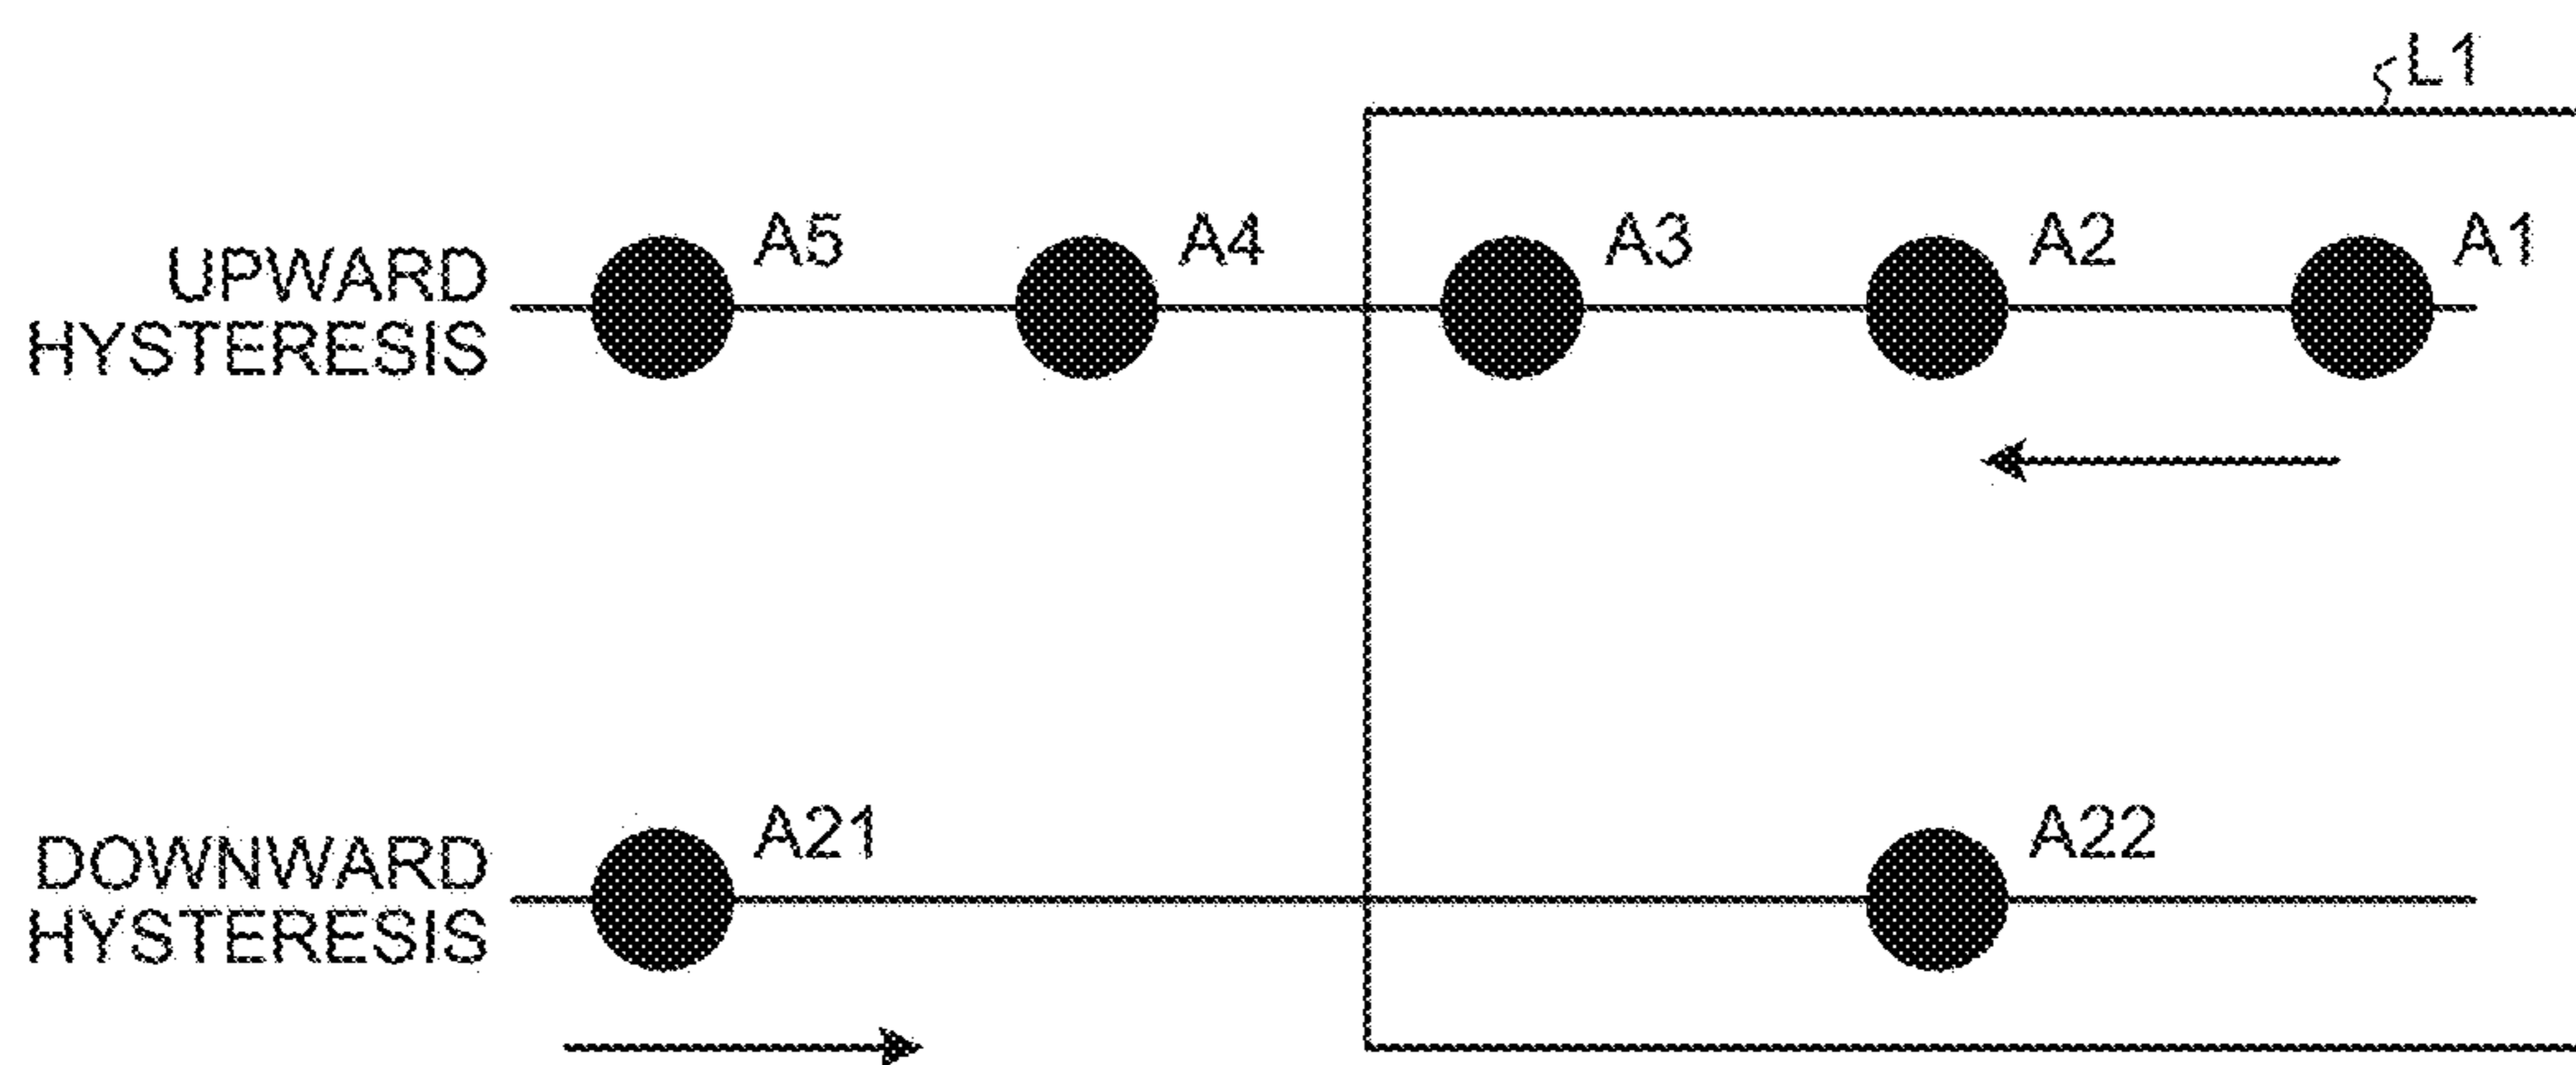 L1
A5 A4 A3 A2 A1
UPWARD
HYSTERESIS
A21 A22
DOWNWARD
HYSTERESIS